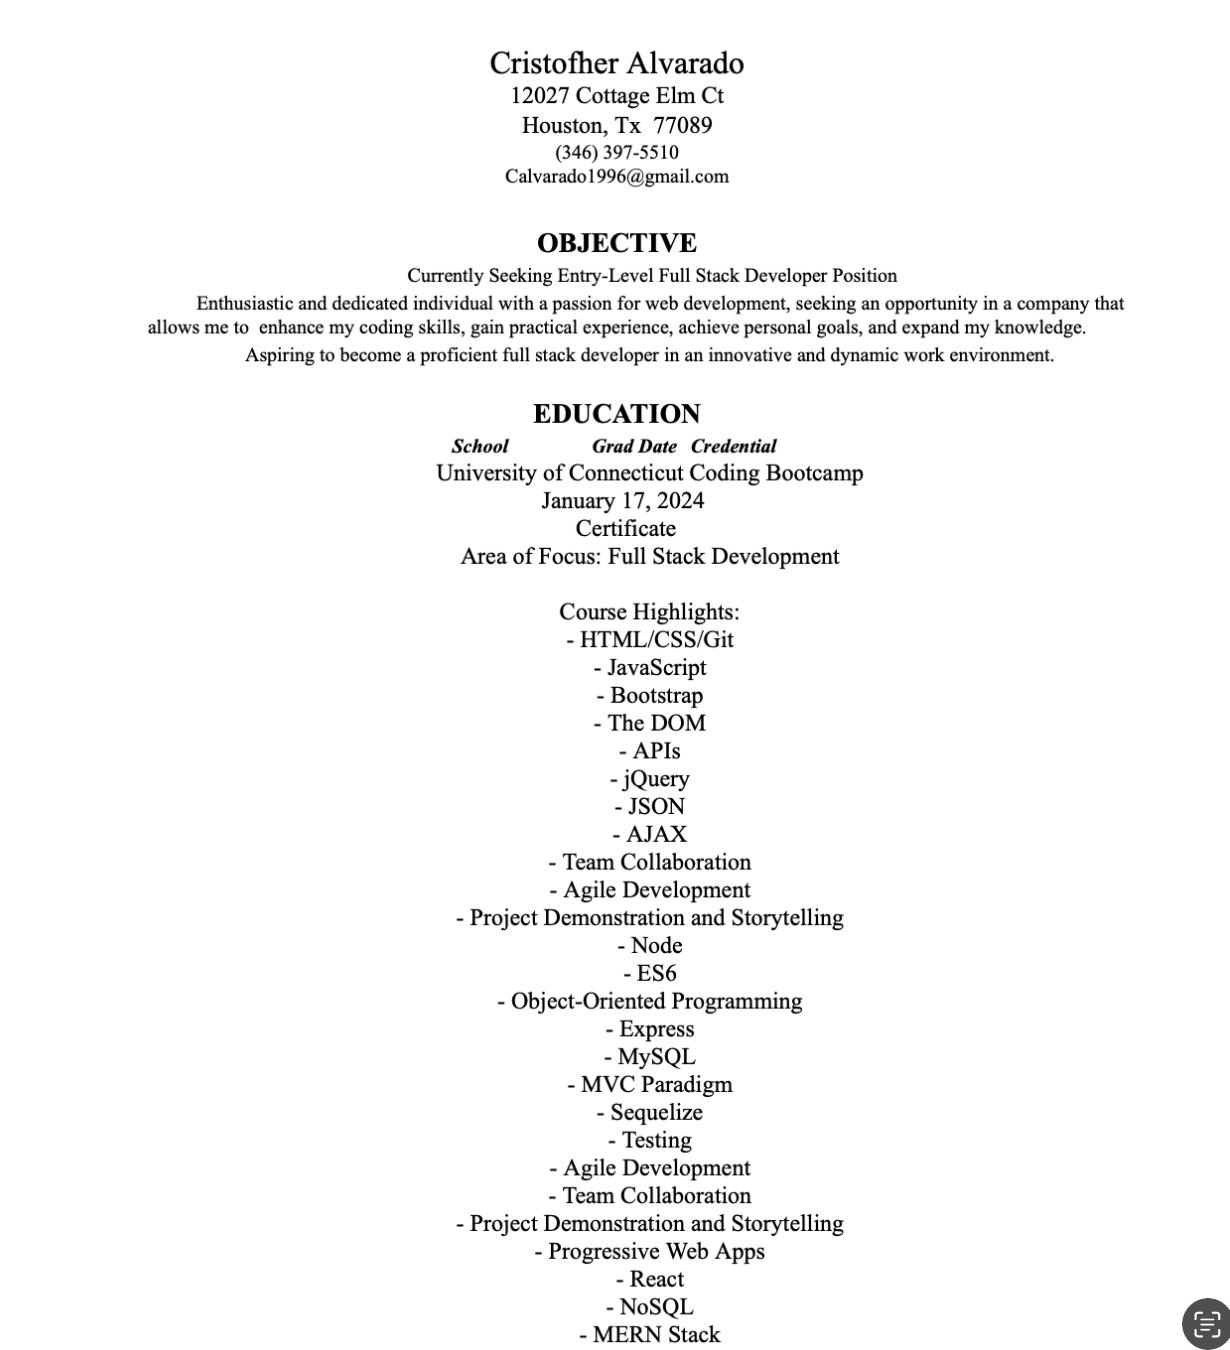 Cristofher Alvarado
12027 Cottage Elm Ct
Houston, Tx  77089
(346) 397-5510
Calvarado1996@gmail.com
OBJECTIVE
Currently Seeking Entry-Level Full Stack Developer Position
Enthusiastic and dedicated individual with a passion for web development, seeking an opportunity in a company that
allows me to  enhance my coding skills, gain practical experience, achieve personal goals, and expand my knowledge.
Aspiring to become a proficient full stack developer in an innovative and dynamic work environment.
EDUCATION
School Grad Date Credential
University of Connecticut Coding Bootcamp
January 17, 2024
Certificate
Area of Focus: Full Stack Development
Course Highlights:
- HTML/CSS/Git
- JavaScript
- Bootstrap
- The DOM
- APIs
- jQuery
- JSON
- AJAX
- Team Collaboration
- Agile Development
- Project Demonstration and Storytelling
- Node
- ES6
- Object-Oriented Programming
- Express
- MySQL
- MVC Paradigm
- Sequelize
- Testing
- Agile Development
- Team Collaboration
- Project Demonstration and Storytelling
- Progressive Web Apps
- React
- NoSQL
- MERN Stack